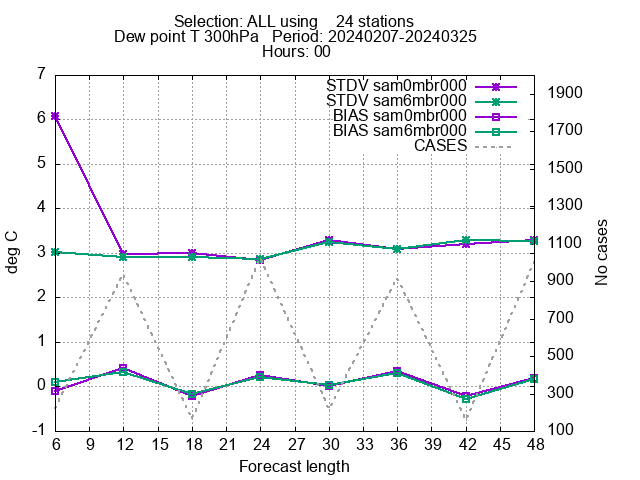 Selection: ALL using    24 stations
Dew point T 300hPa   Period: 20240207-20240325
Hours: 00
STDV sam0mbr000
STDV sam6mbr000
BIAS sam0mbr000
BIAS sam6mbr000
CASES
7
6
5
4
3
2
1
0
-1
deg C
1900
1700
1500
1300
1100
900
700
500
300
100
No cases
6 9 12 15 18 21 24 27 30 33 36 39 42 45 48
Forecast length